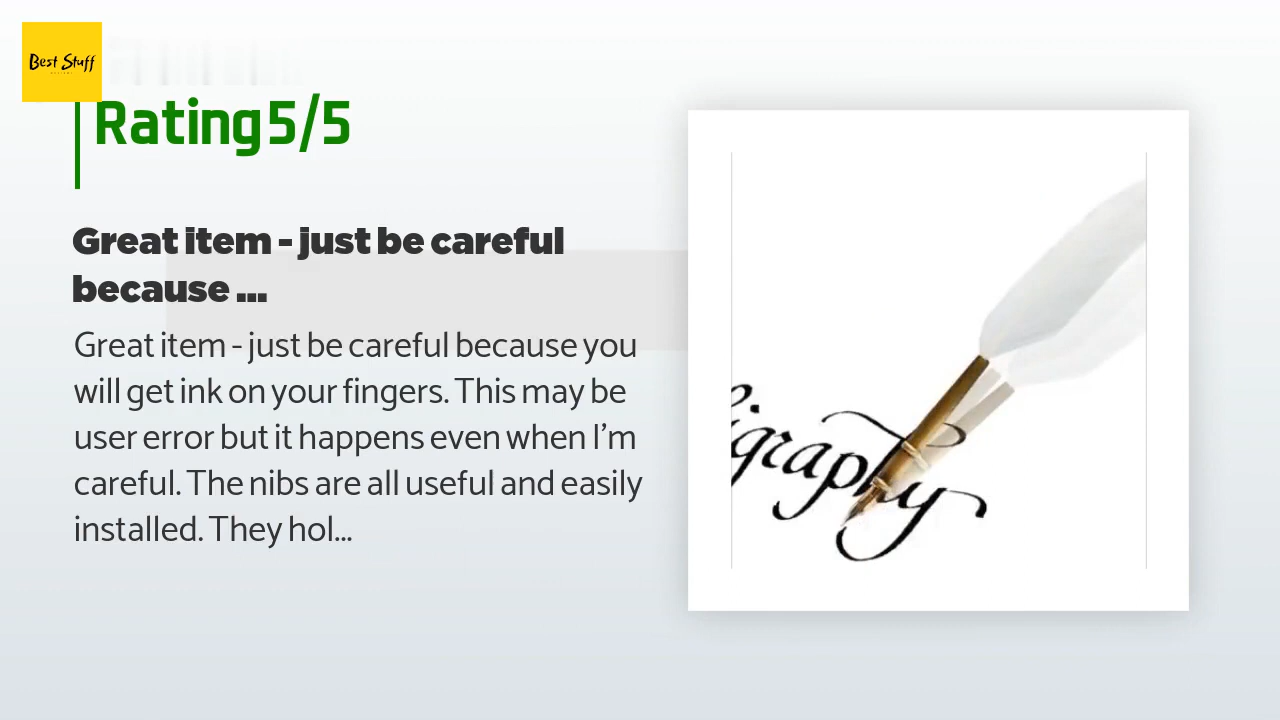 Best Stuff
Rating 5/5
Great item - just be careful
because ...
Great item - just be careful because you
will get ink on your fingers. This may be
user error but it happens even when I'm
careful. The nibs are all useful and easily
installed. They hol...
igraphy